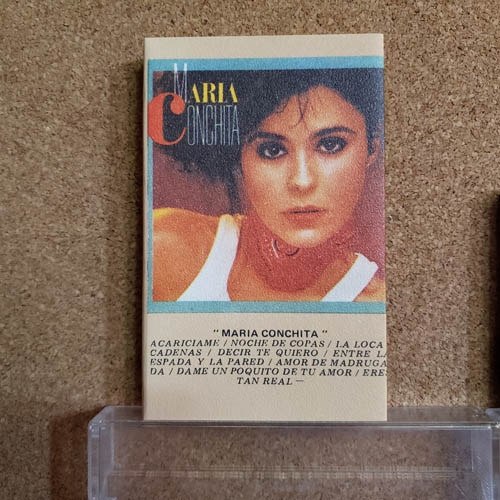 MARIA
CONCHITA
" MARIA CONCHITA "
ACARICIAME / NOCHE DE COPAS / LA LOCA
CADENAS / DECIR TE QUIERO / ENTRE LA
ESPADA Y LA PARED / AMOR DE MADRUGA
DA / DAME UN POQUITO DE TU AMOR / ERES
TAN REAL —